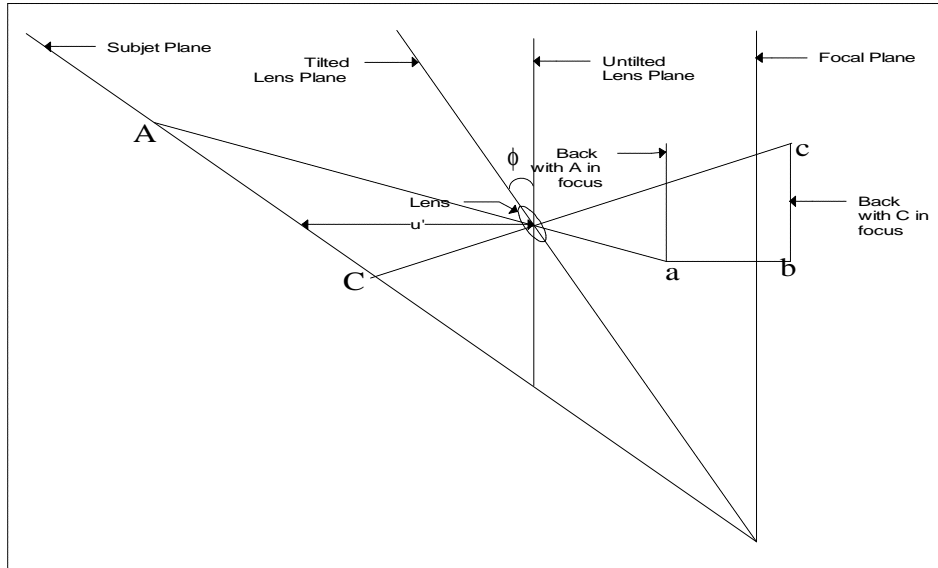 Subjet Plane
Tilted
Lens Plane
Untilted
Lens Plane
Focal Plane
A
ϕ
Back
with A in
focus
c
Lens
u'
Back
with C in
focus
C
a
b